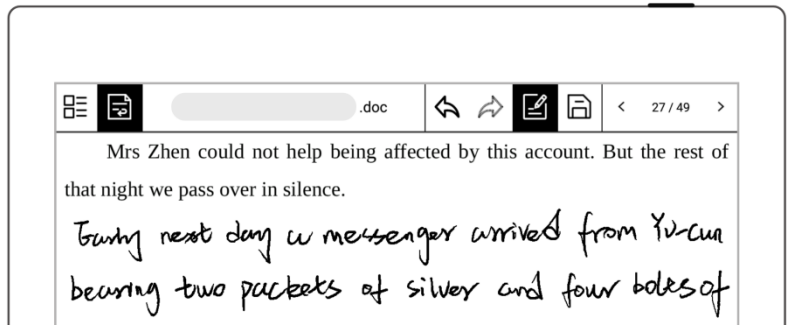 .doc
27 / 49
Mrs Zhen could not help being affected by this account. But the rest of
that night we pass over in silence.
Early next day a messenger arrived from Yu-cun
bearing two packets of silver and four boles of